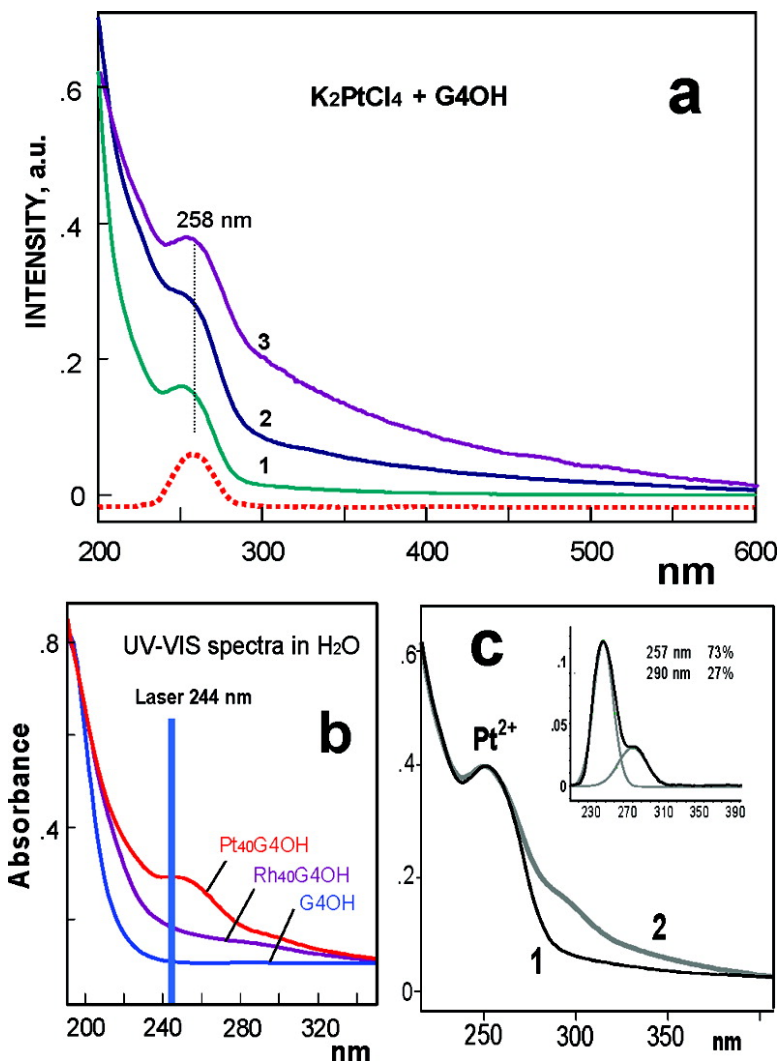 K₂PtCl₄ + G4OH
a
INTENSITY, a.u.
.6
.4
.2
0
258 nm
3
2
1
200 300 400 500 600
nm
UV-VIS spectra in H₂O
Laser 244 nm
b
Absorbance
.8
.4
Pt₄₀G4OH
Rh₄₀G4OH
G4OH
200 240 280 320
nm
c
.6
.4
.2
0
Pt²⁺
257 nm 73%
290 nm 27%
.1
.05
0
230 270 310 350 390
1
2
250 300 350 nm